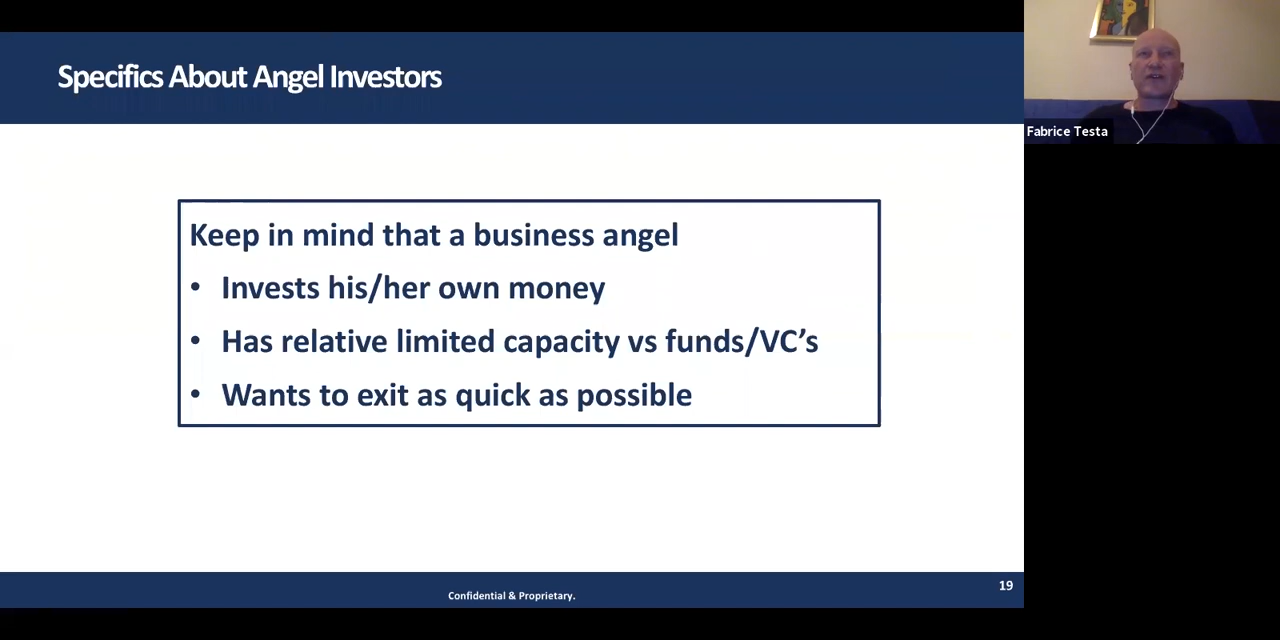 Specifics About Angel Investors
Fabrice Testa
Keep in mind that a business angel
• Invests his/her own money
• Has relative limited capacity vs funds/VC’s
• Wants to exit as quick as possible
Confidential & Proprietary.
19